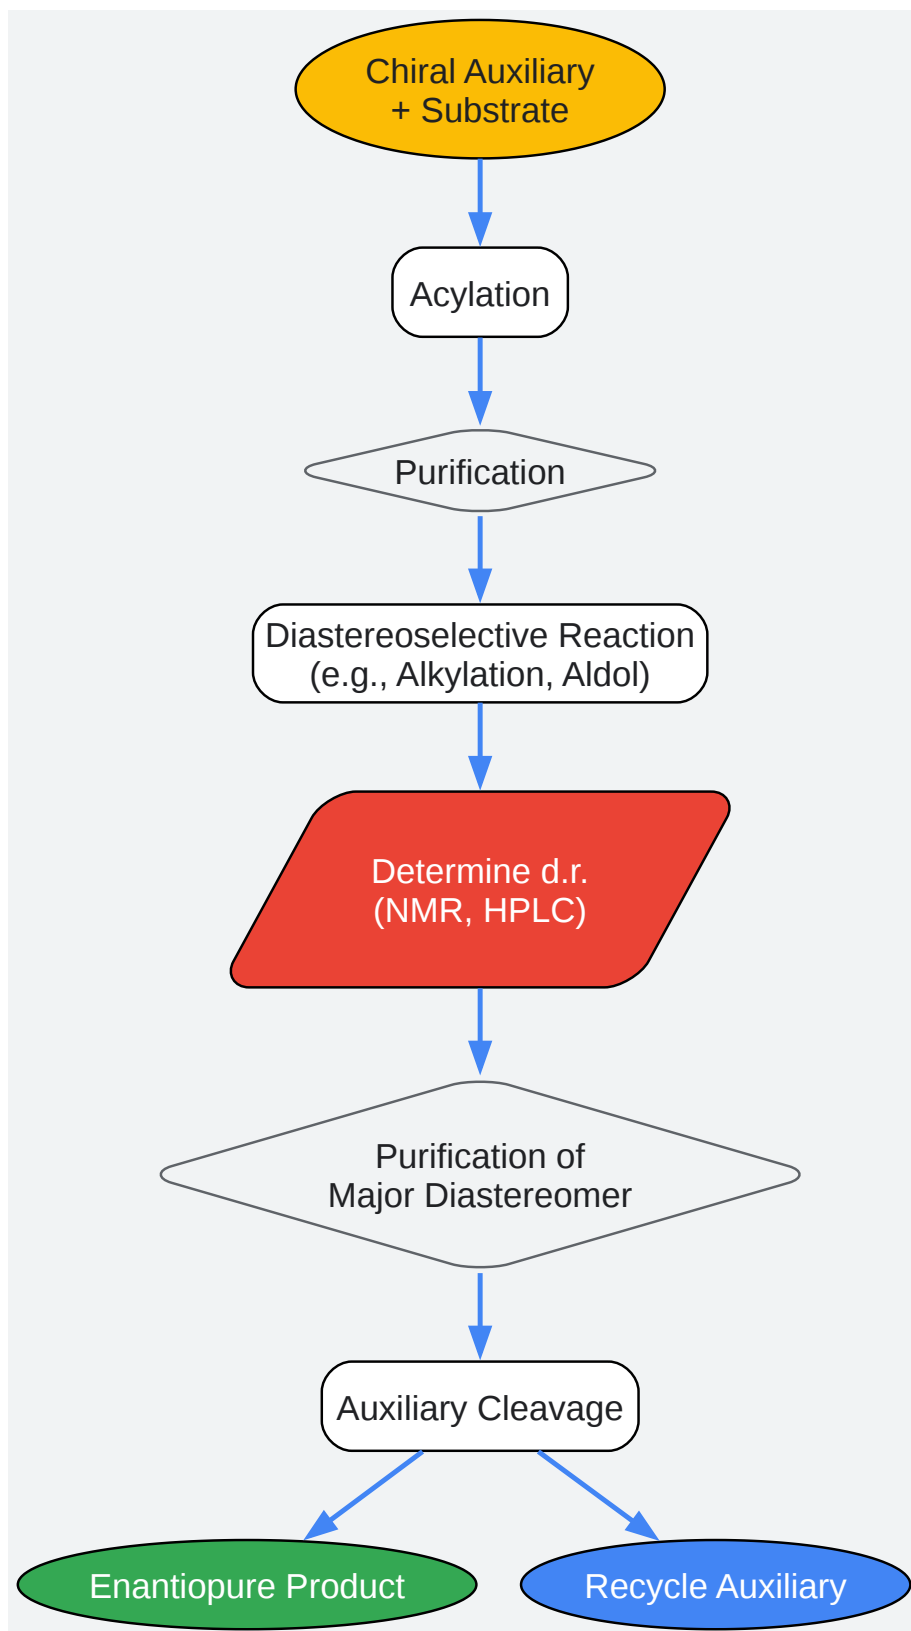 Chiral Auxiliary
+ Substrate
Acylation
Purification
Diastereoselective Reaction
(e.g., Alkylation, Aldol)
Determine d.r.
(NMR, HPLC)
Purification of
Major Diastereomer
Auxiliary Cleavage
Enantiopure Product
Recycle Auxiliary